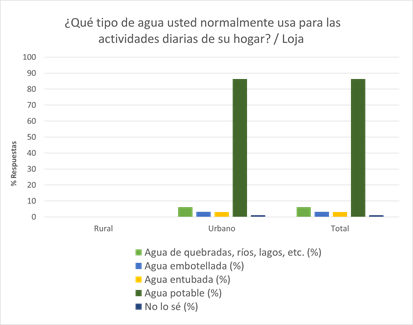 ¿Qué tipo de agua usted normalmente usa para las
actividades diarias de su hogar? / Loja
100
90
80
70
60
50
40
30
20
10
0
% Respuestas
Rural Urbano Total
Agua de quebradas, ríos, lagos, etc. (%)
Agua embotellada (%)
Agua entubada (%)
Agua potable (%)
No lo sé (%)